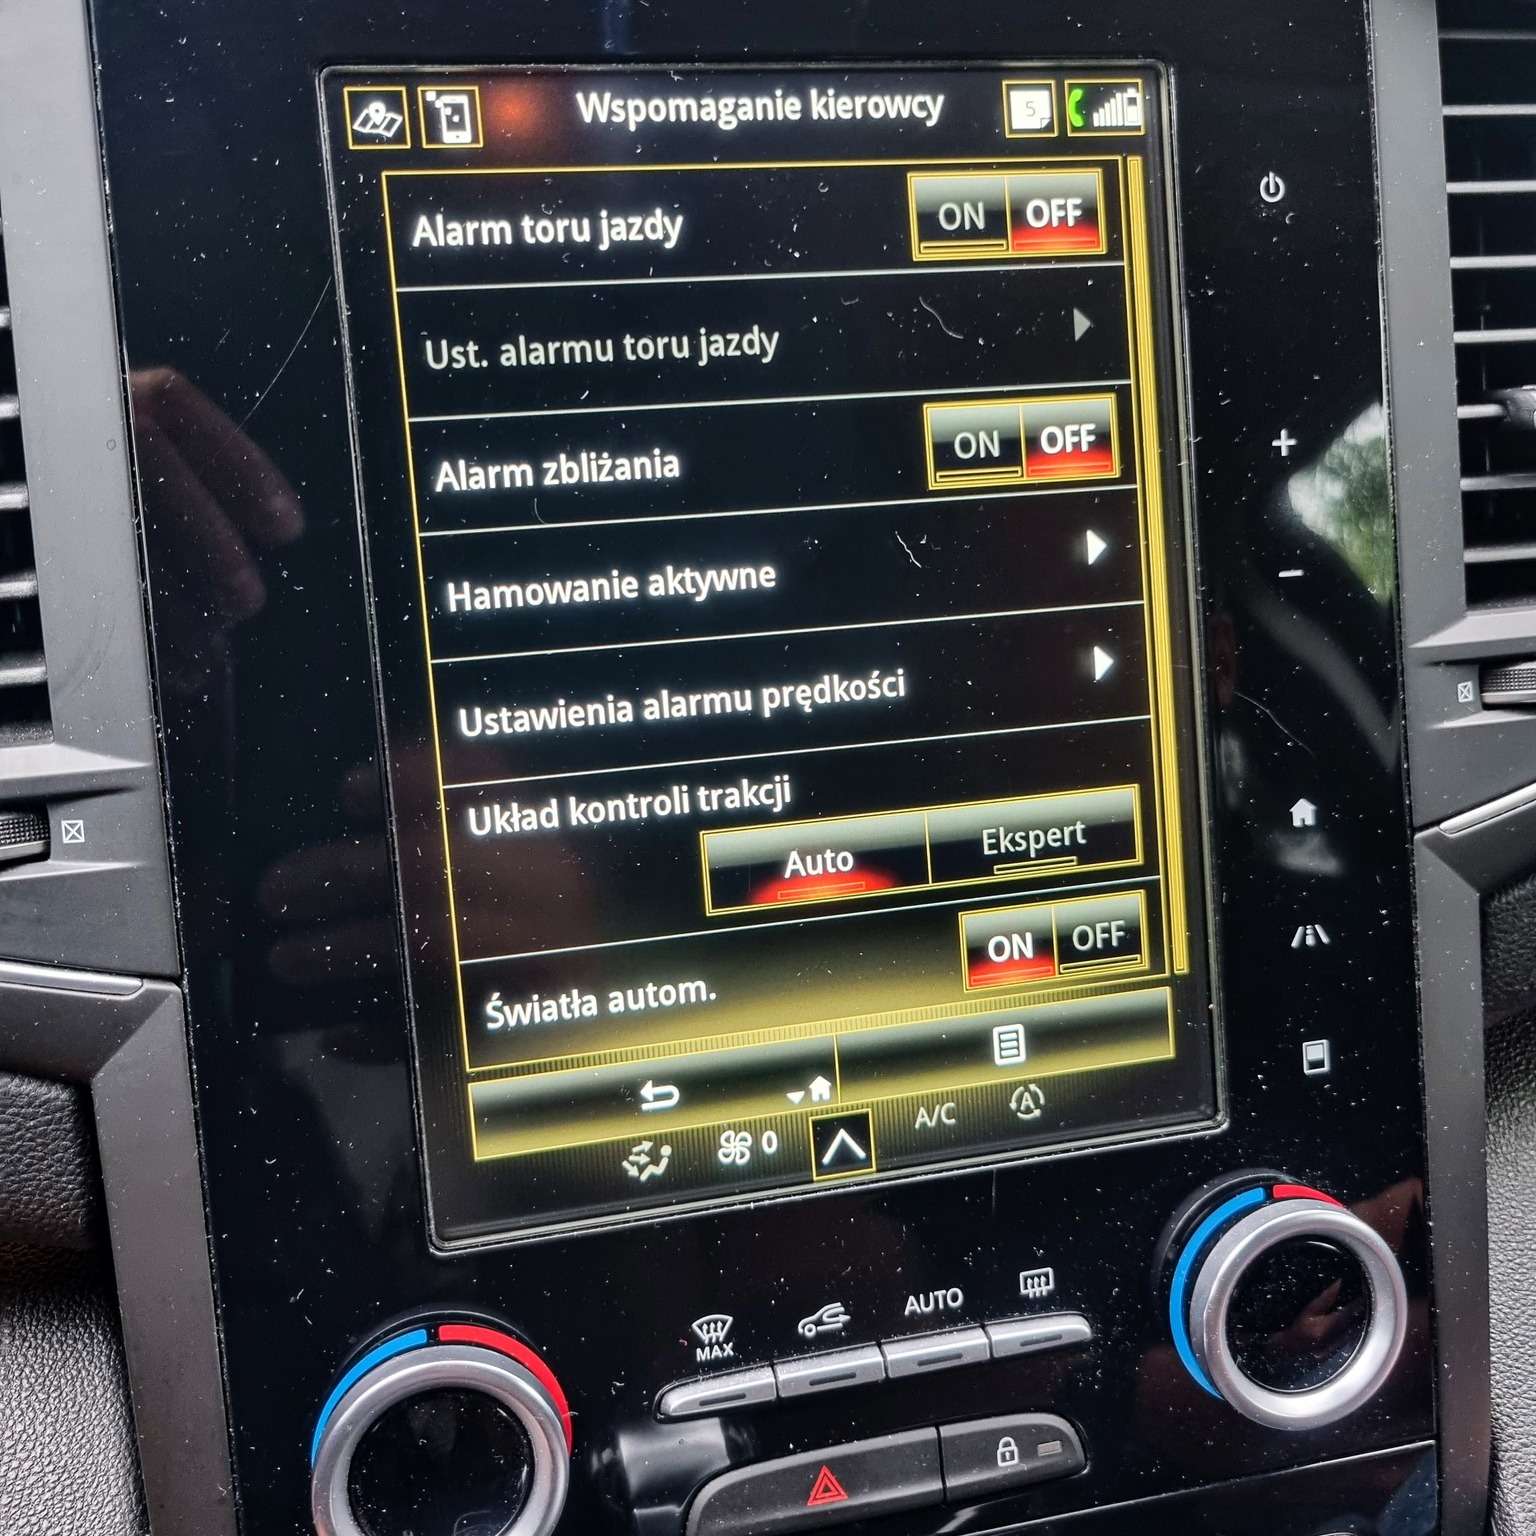 Wspomaganie kierowcy
5
Alarm toru jazdy
ON OFF
Ust. alarmu toru jazdy
Alarm zbliżania
ON OFF
Hamowanie aktywne
Ustawienia alarmu prędkości
Układ kontroli trakcji
Auto Ekspert
Światła autom.
ON OFF
0
A/C
A
MAX
AUTO